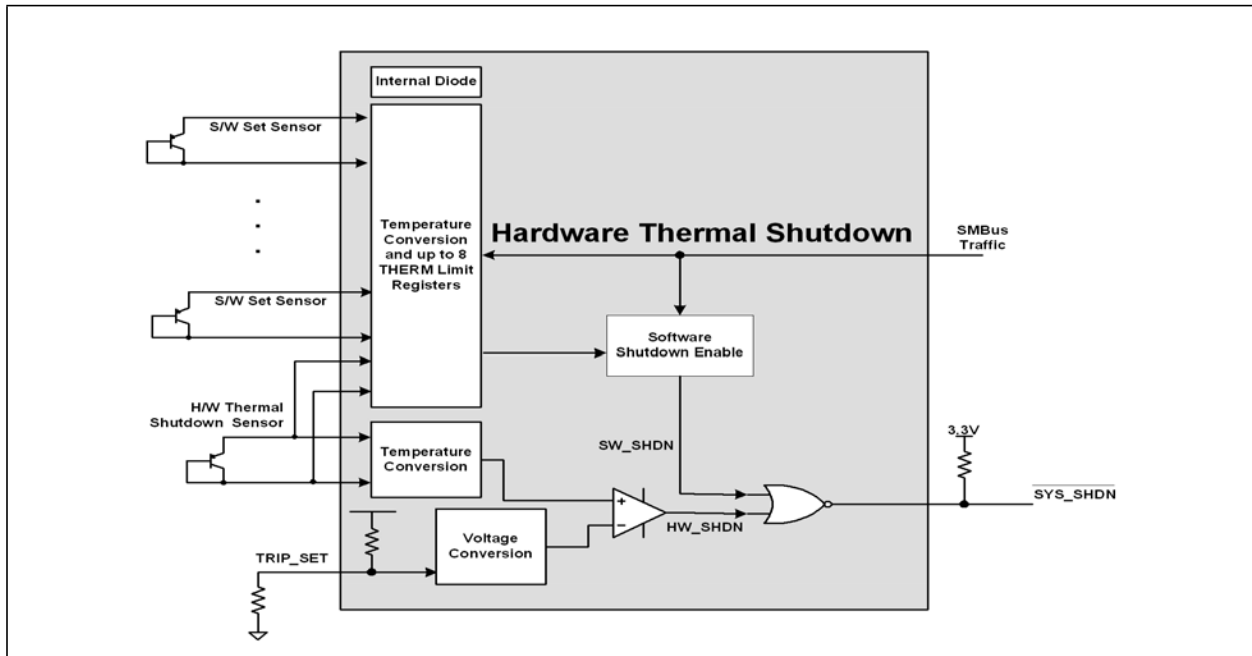 Internal Diode
S/W Set Sensor
Temperature
Conversion
and up to 8
THERM Limit
Registers
Hardware Thermal Shutdown
SMBus
Traffic
S/W Set Sensor
Software
Shutdown Enable
H/W Thermal
Shutdown Sensor
Temperature
Conversion
SW_SHDN
3.3V
+
−
HW_SHDN
SYS_SHDN
Voltage
Conversion
TRIP_SET